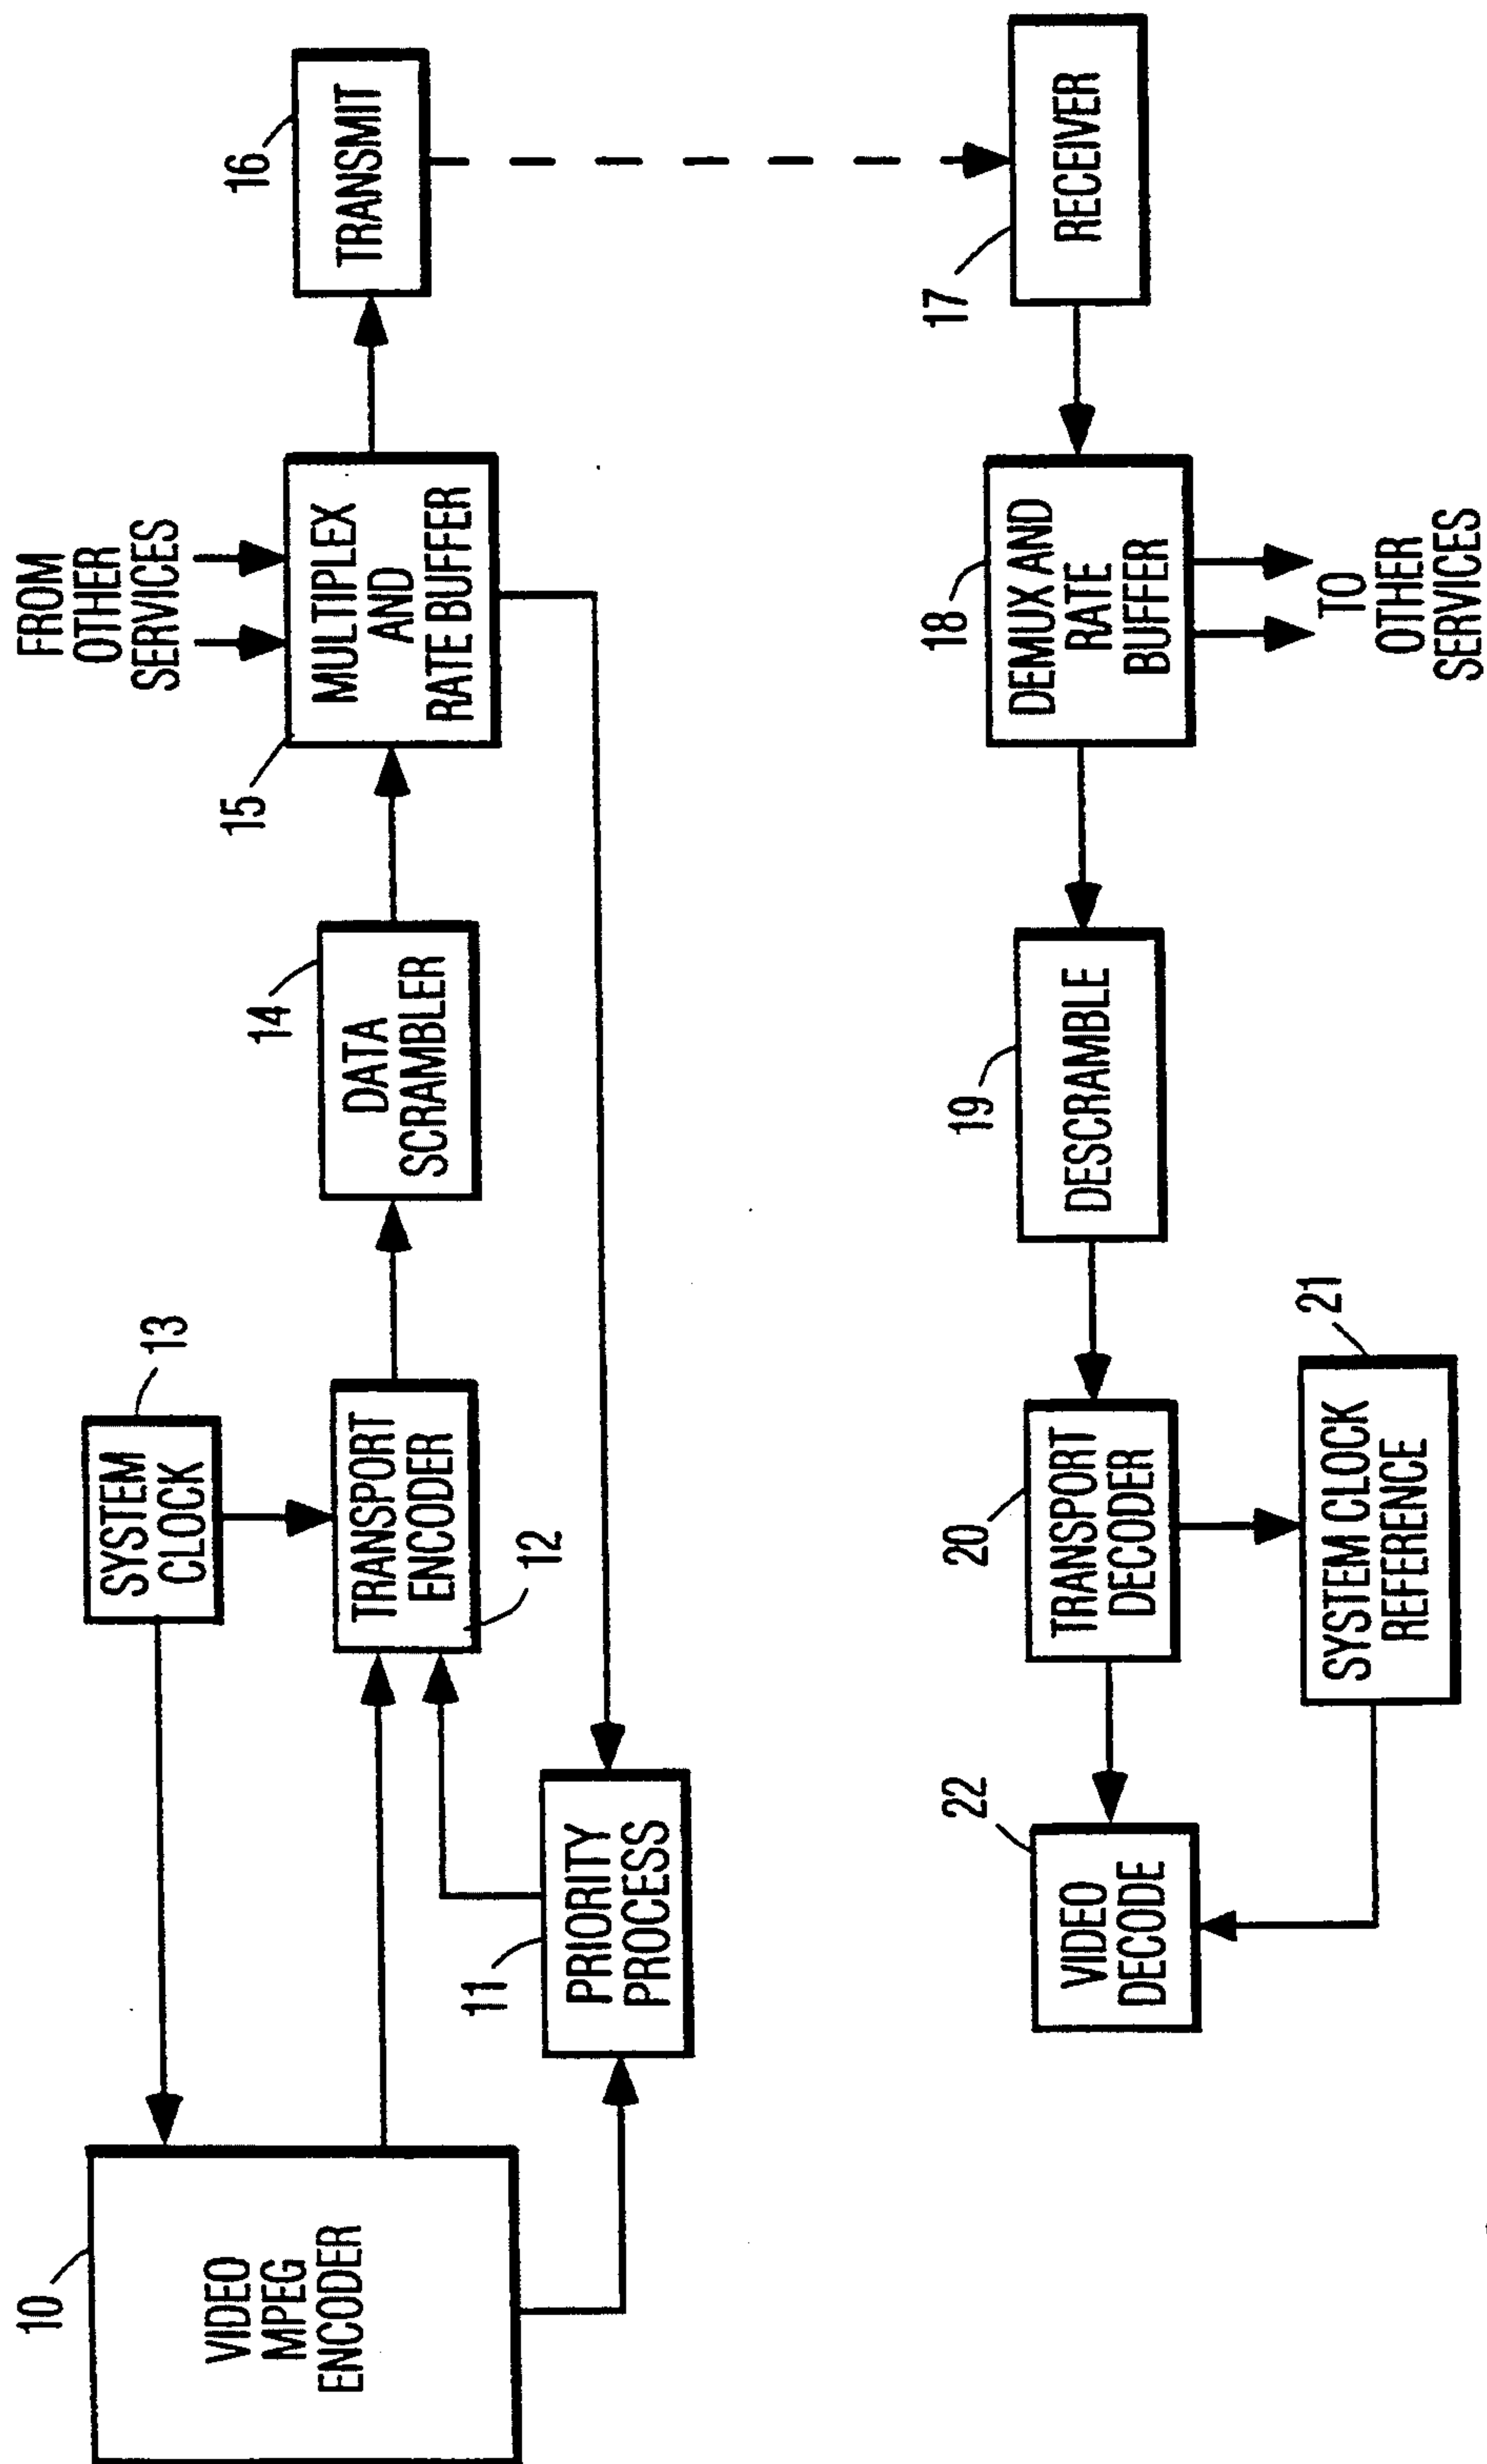 10
VIDEO
MPEG
ENCODER
11
PRIORITY
PROCESS
SYSTEM
CLOCK
13
TRANSPORT
ENCODER
12
14
DATA
SCRAMBLER
FROM
OTHER
SERVICES
15
MULTIPLEX
AND
RATE BUFFER
16
TRANSMIT
17
RECEIVER
18
DEMUX AND
RATE
BUFFER
TO
OTHER
SERVICES
19
DESCRAMBLE
20
TRANSPORT
DECODER
21
SYSTEM CLOCK
REFERENCE
22
VIDEO
DECODE